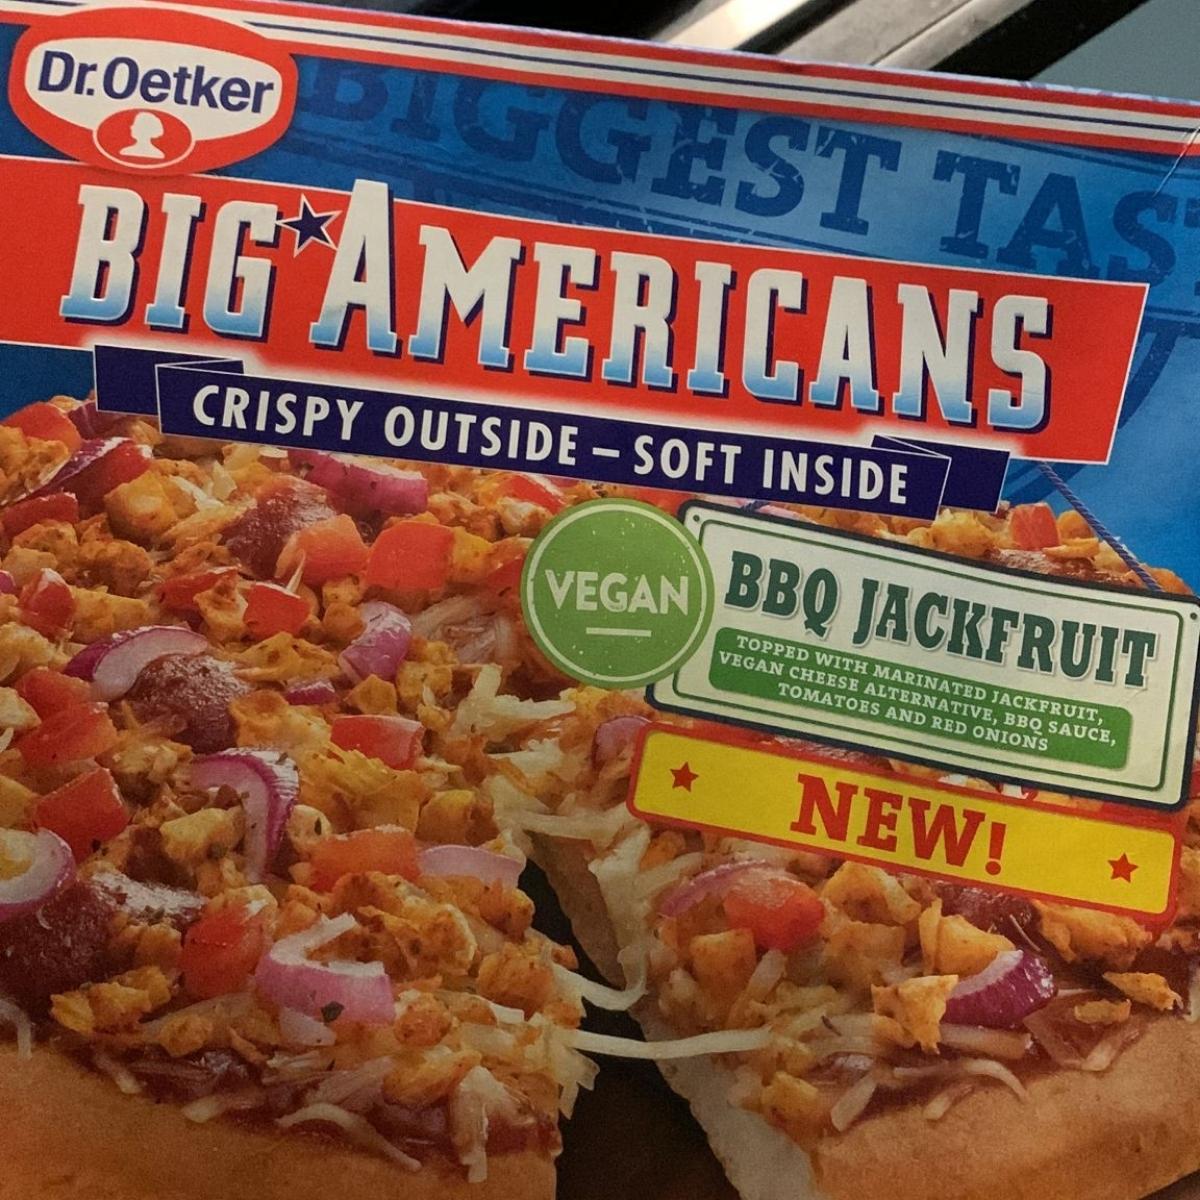 Dr.Oetker
BIGGEST
BIG AMERICANS
CRISPY OUTSIDE – SOFT INSIDE
VEGAN
BBQ JACKFRUIT
TOPPED WITH MARINATED JACKFRUIT,
VEGAN CHEESE ALTERNATIVE, BBQ SAUCE,
TOMATOES AND RED ONIONS
NEW!